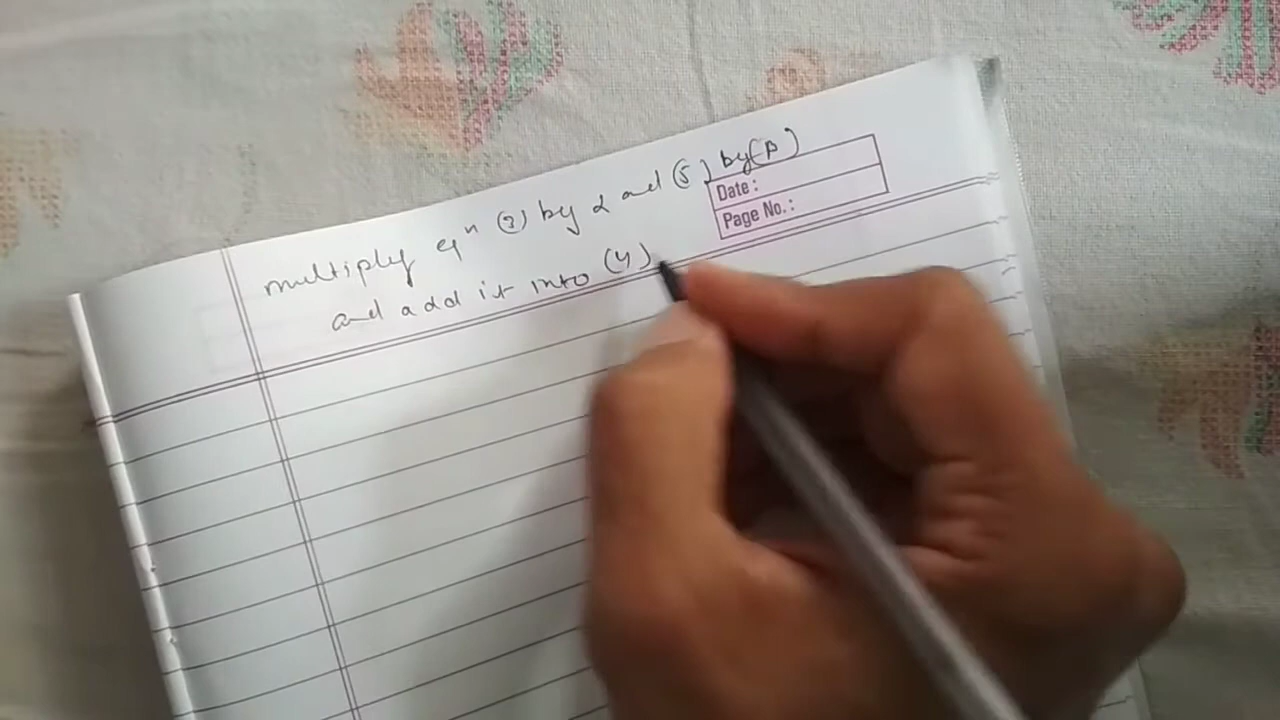 multiply eqⁿ (3) by α and (5) by (β)
and add it into (4)
Date :
Page No. :